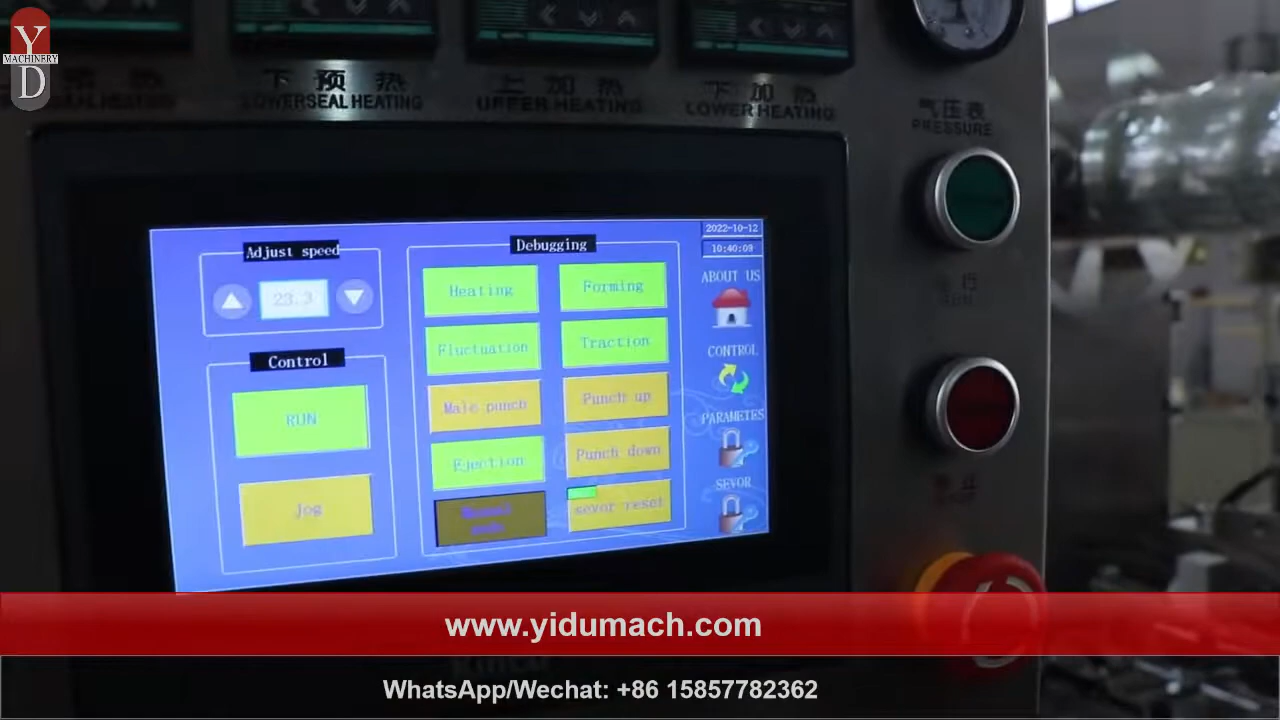 Y
MACHINERY
D
下 预 热
LOWERSEAL HEATING
上 加 热
UPPER HEATING
下 加 热
LOWER HEATING
气压表
PRESSURE
Adjust speed
23.3
Control
RUN
Jog
Debugging
Heating
Forming
Fluctuation
Traction
Male punch
Punch up
Ejection
Punch down
sevor reset
2022-10-12
10:40:09
ABOUT US
CONTROL
PARAMETES
SEVOR
www.yidumach.com
WhatsApp/Wechat: +86 15857782362